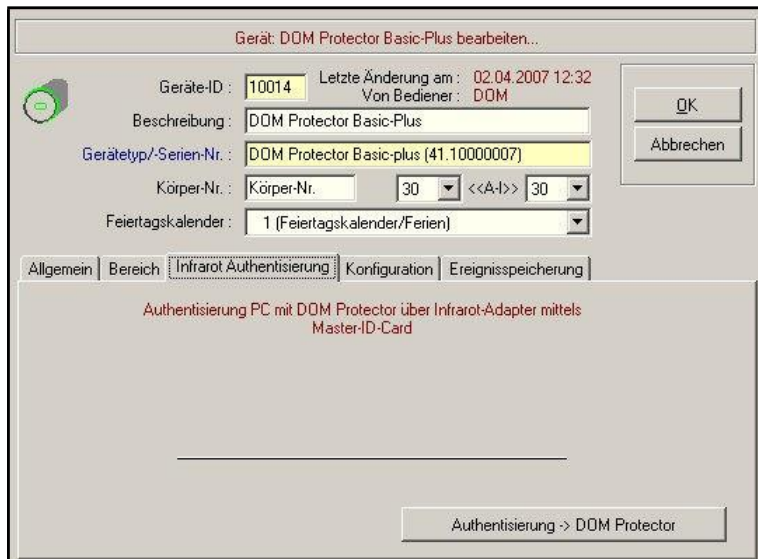 Gerät: DOM Protector Basic-Plus bearbeiten...
Geräte-ID : 10014 Letzte Änderung am : 02.04.2007 12:32
Von Bediener : DOM
Beschreibung : DOM Protector Basic-Plus
Gerätetyp/-Serien-Nr. : DOM Protector Basic-plus (41.10000007)
Körper-Nr. : Körper-Nr. 30 <<A-I>> 30
Feiertagskalender : 1 (Feiertagskalender/Ferien)
OK
Abbrechen
Allgemein Bereich Infrarot Authentisierung Konfiguration Ereignisspeicherung
Authentisierung PC mit DOM Protector über Infrarot-Adapter mittels
Master-ID-Card
Authentisierung -> DOM Protector